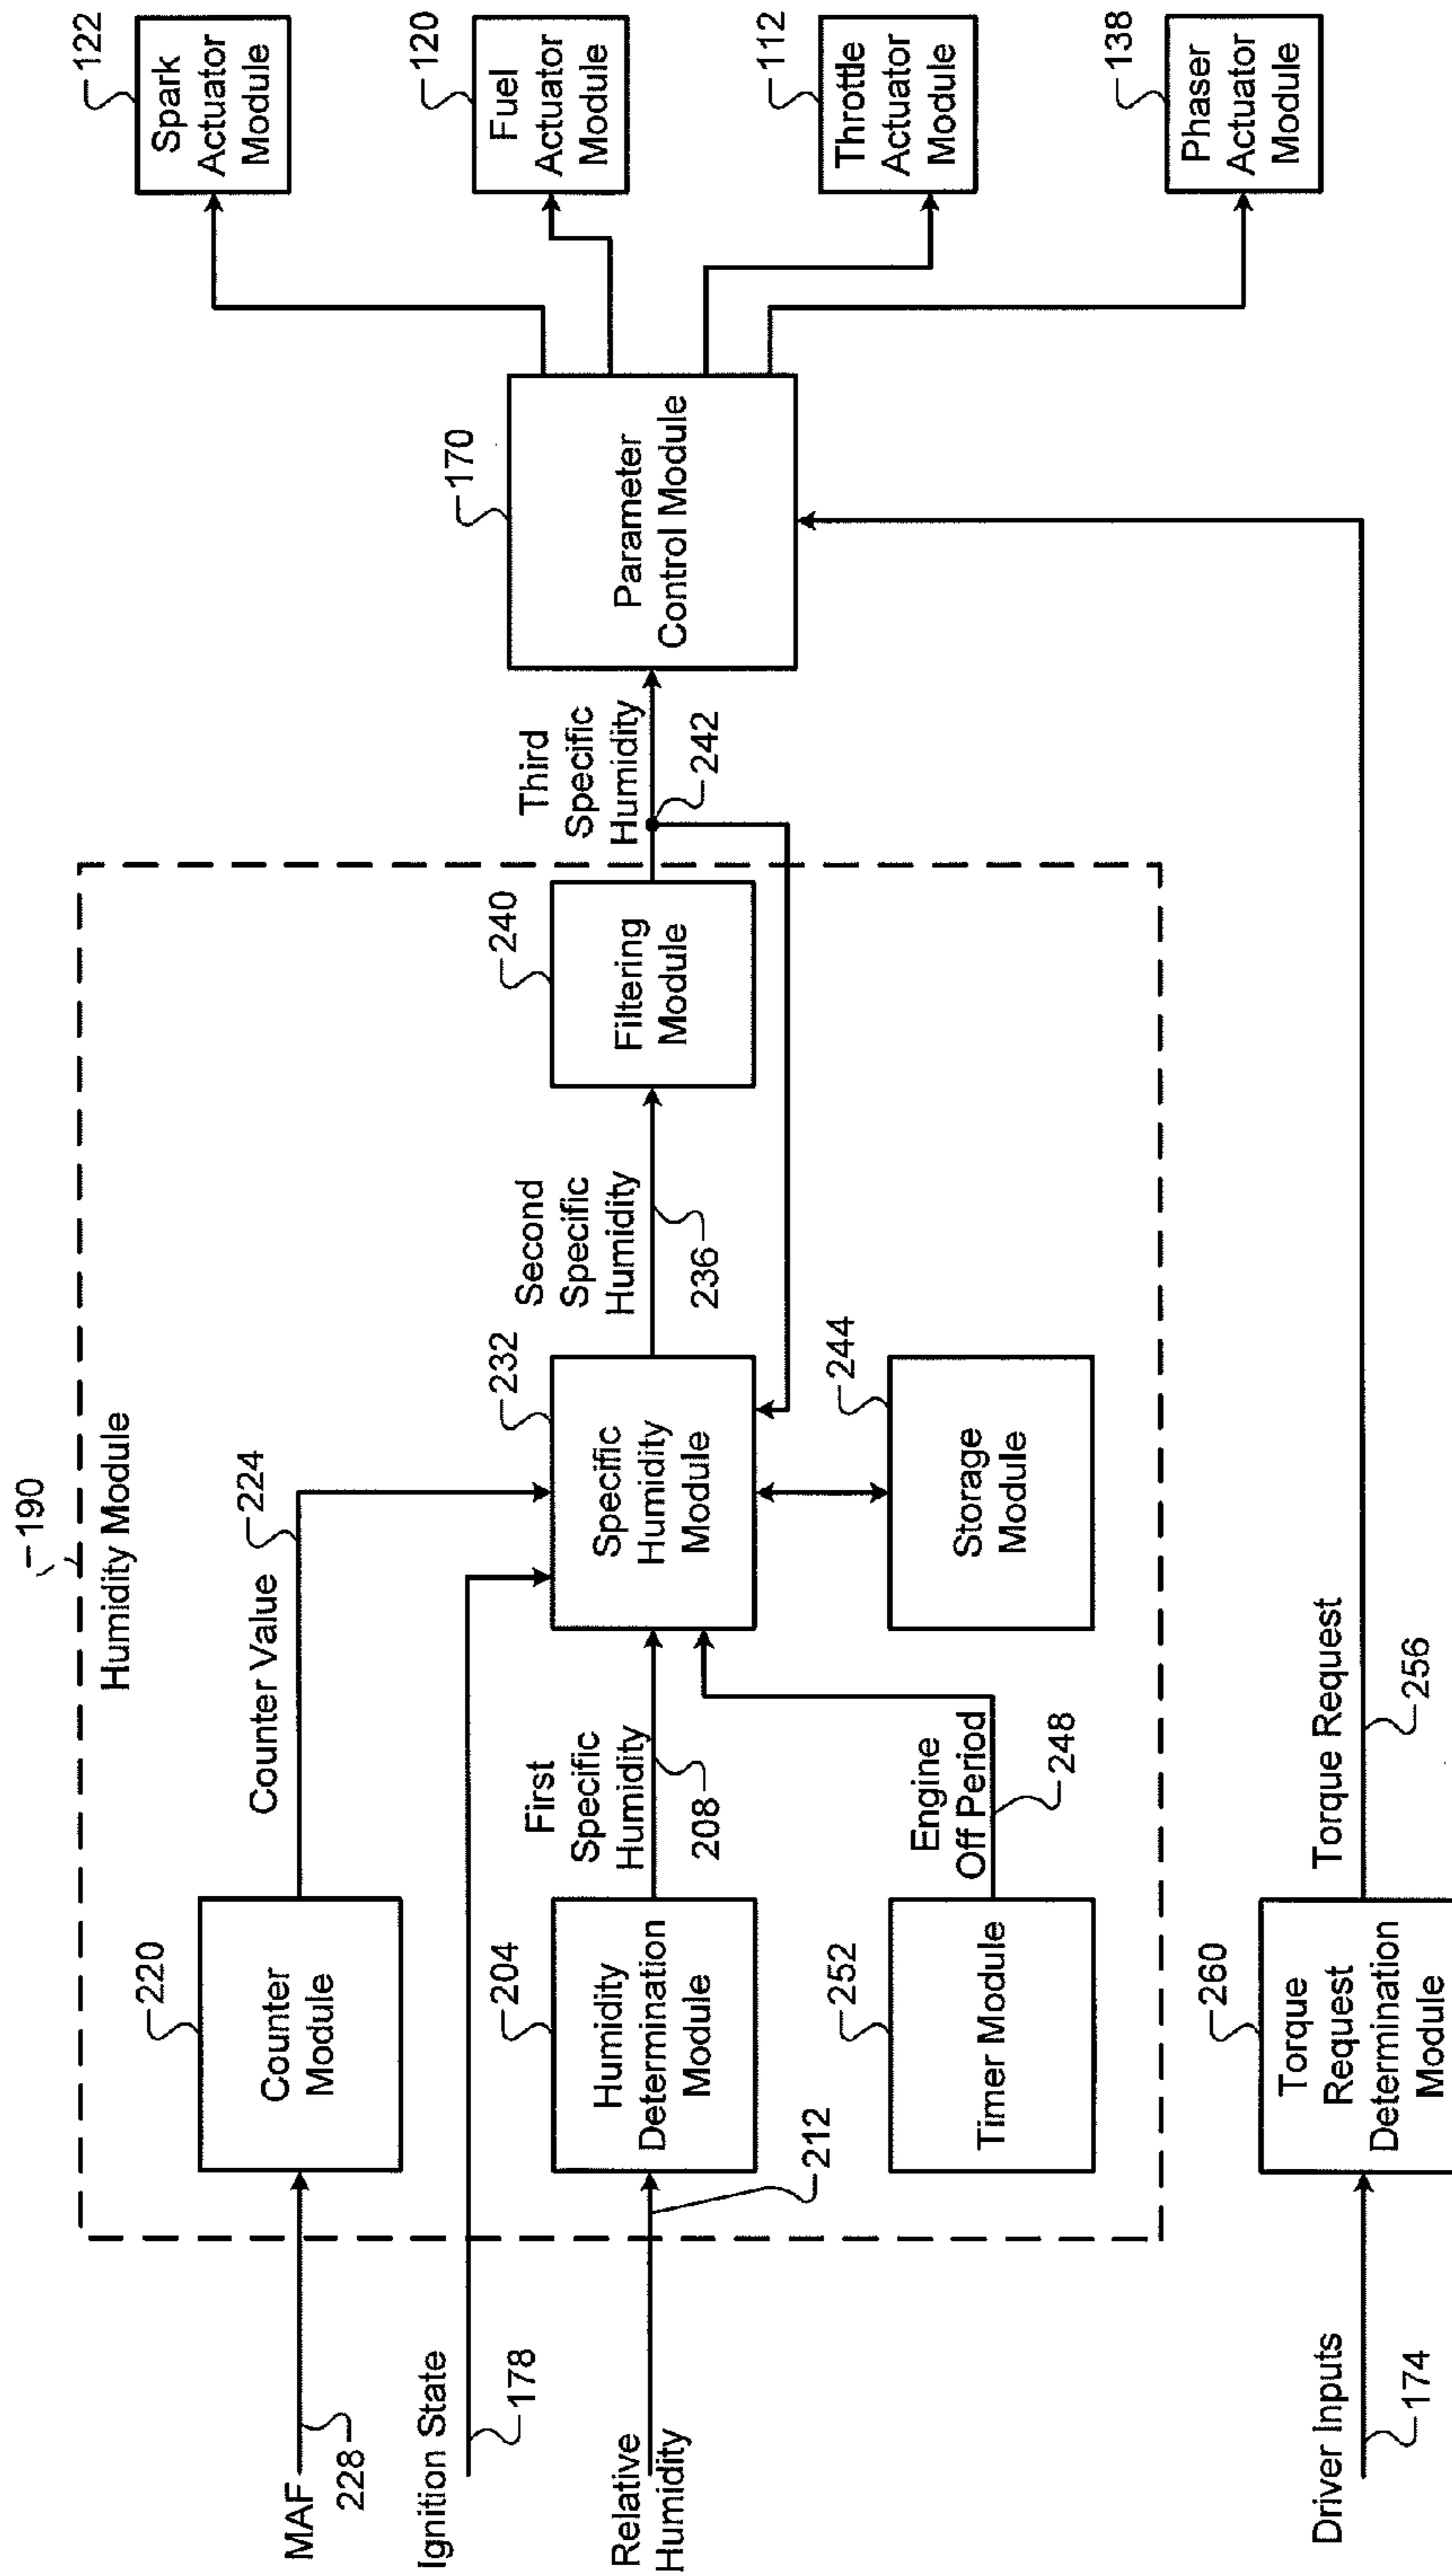 190
Humidity Module
MAF
228
220
Counter
Module
Counter Value
224
Ignition State
178
Relative
Humidity
212
204
Humidity
Determination
Module
First
Specific
Humidity
208
232
Specific
Humidity
Module
Second
Specific
Humidity
236
240
Filtering
Module
Third
Specific
Humidity
242
252
Timer Module
Engine
Off Period
248
244
Storage
Module
Driver Inputs
174
260
Torque
Request
Determination
Module
Torque Request
256
170
Parameter
Control Module
122
Spark
Actuator
Module
120
Fuel
Actuator
Module
112
Throttle
Actuator
Module
138
Phaser
Actuator
Module